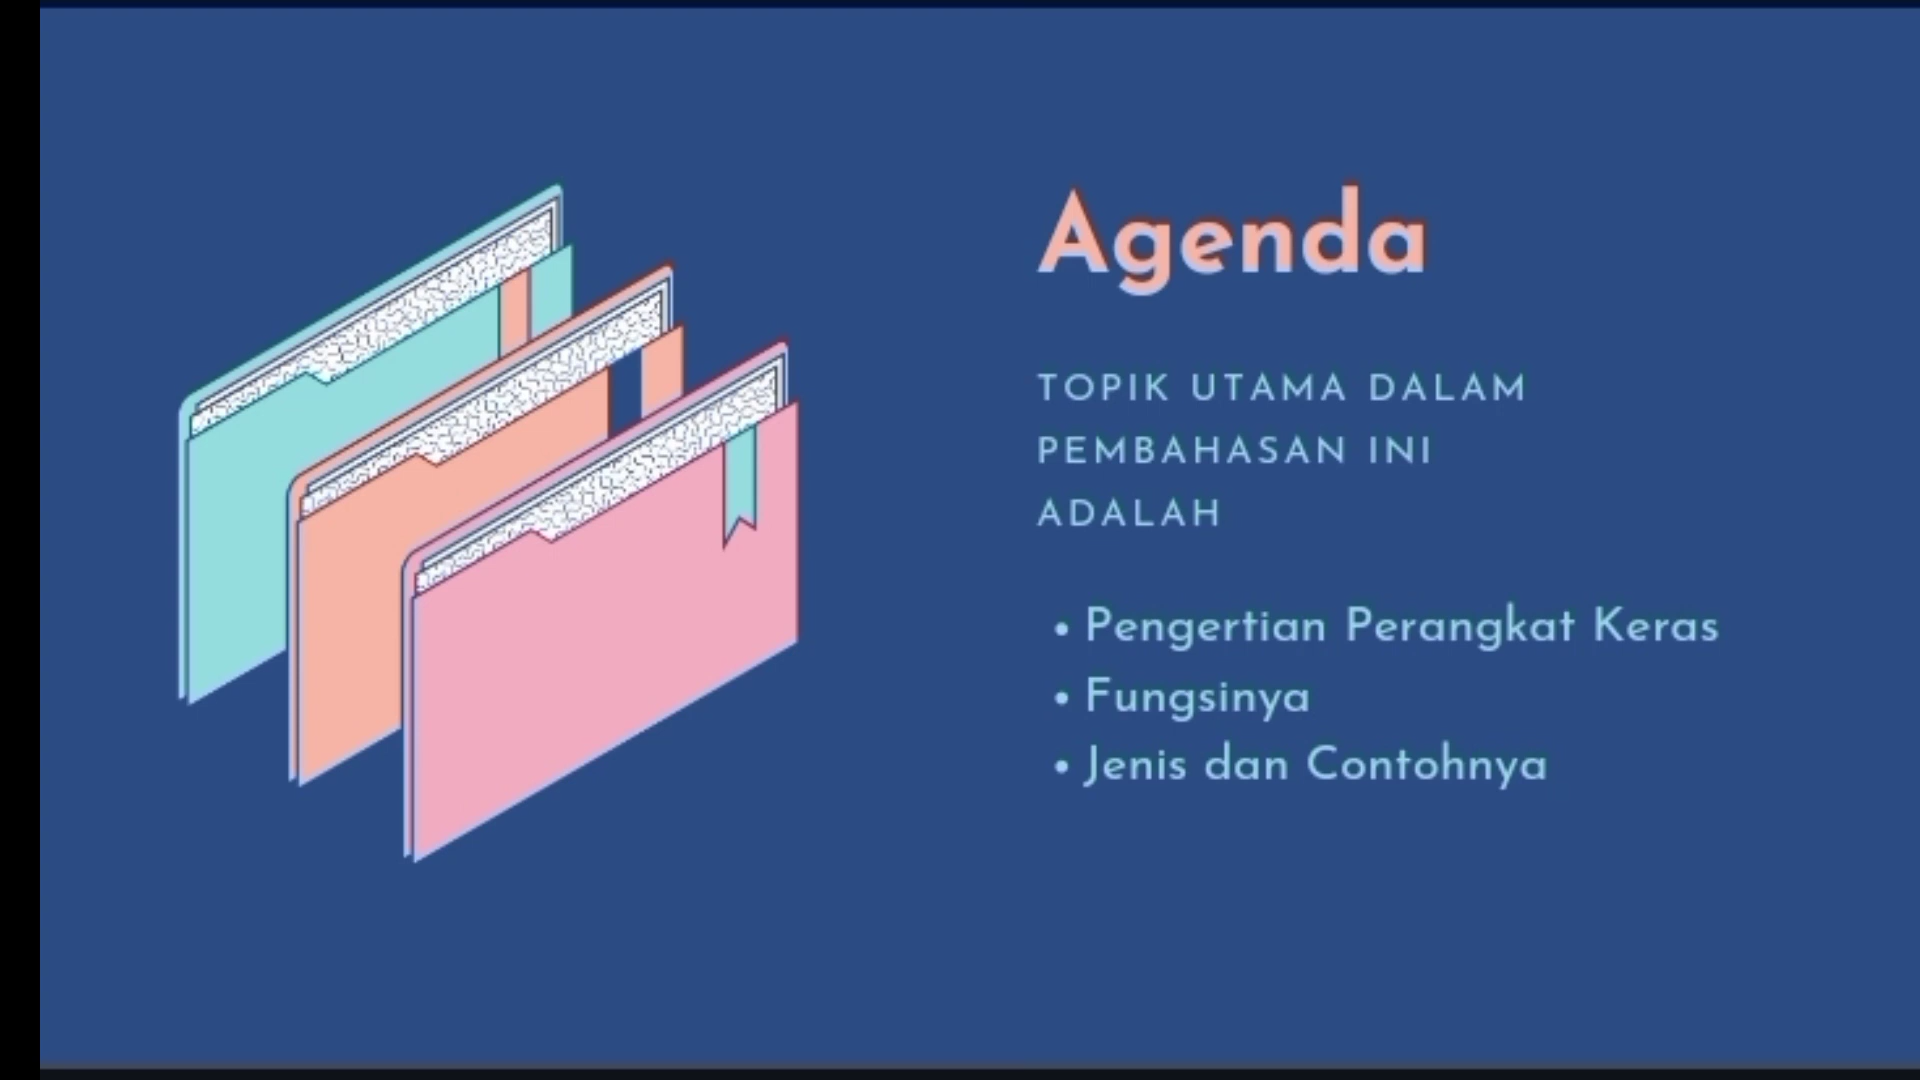 Agenda
TOPIK UTAMA DALAM
PEMBAHASAN INI
ADALAH
• Pengertian Perangkat Keras
• Fungsinya
• Jenis dan Contohnya